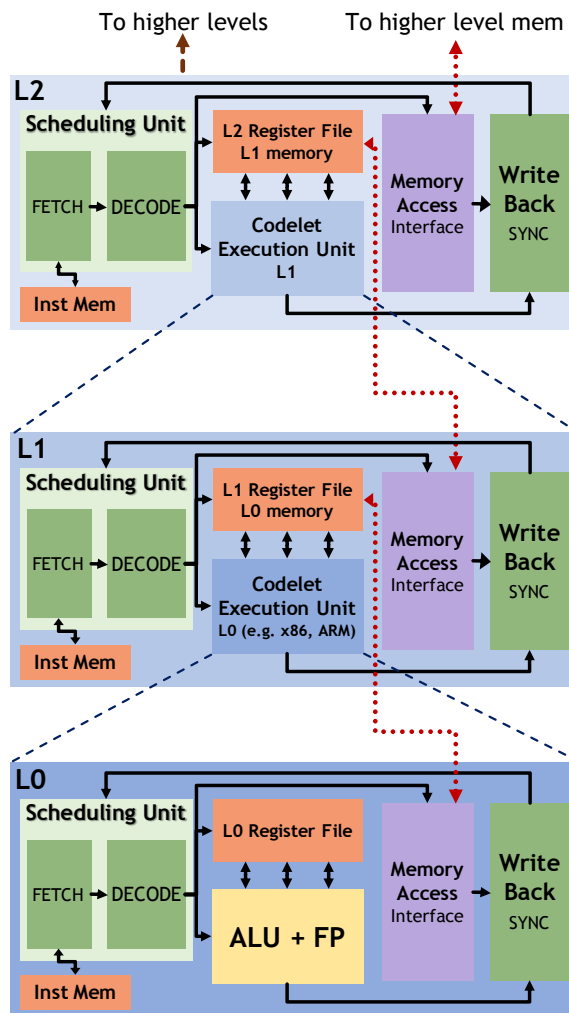 To higher levels
To higher level mem
L2
Scheduling Unit
FETCH
DECODE
Inst Mem
L2 Register File
L1 memory
Codelet
Execution Unit
L1
Memory
Access
Interface
Write
Back
SYNC
L1
Scheduling Unit
FETCH
DECODE
Inst Mem
L1 Register File
L0 memory
Codelet
Execution Unit
L0 (e.g. x86, ARM)
Memory
Access
Interface
Write
Back
SYNC
L0
Scheduling Unit
FETCH
DECODE
Inst Mem
L0 Register File
ALU + FP
Memory
Access
Interface
Write
Back
SYNC